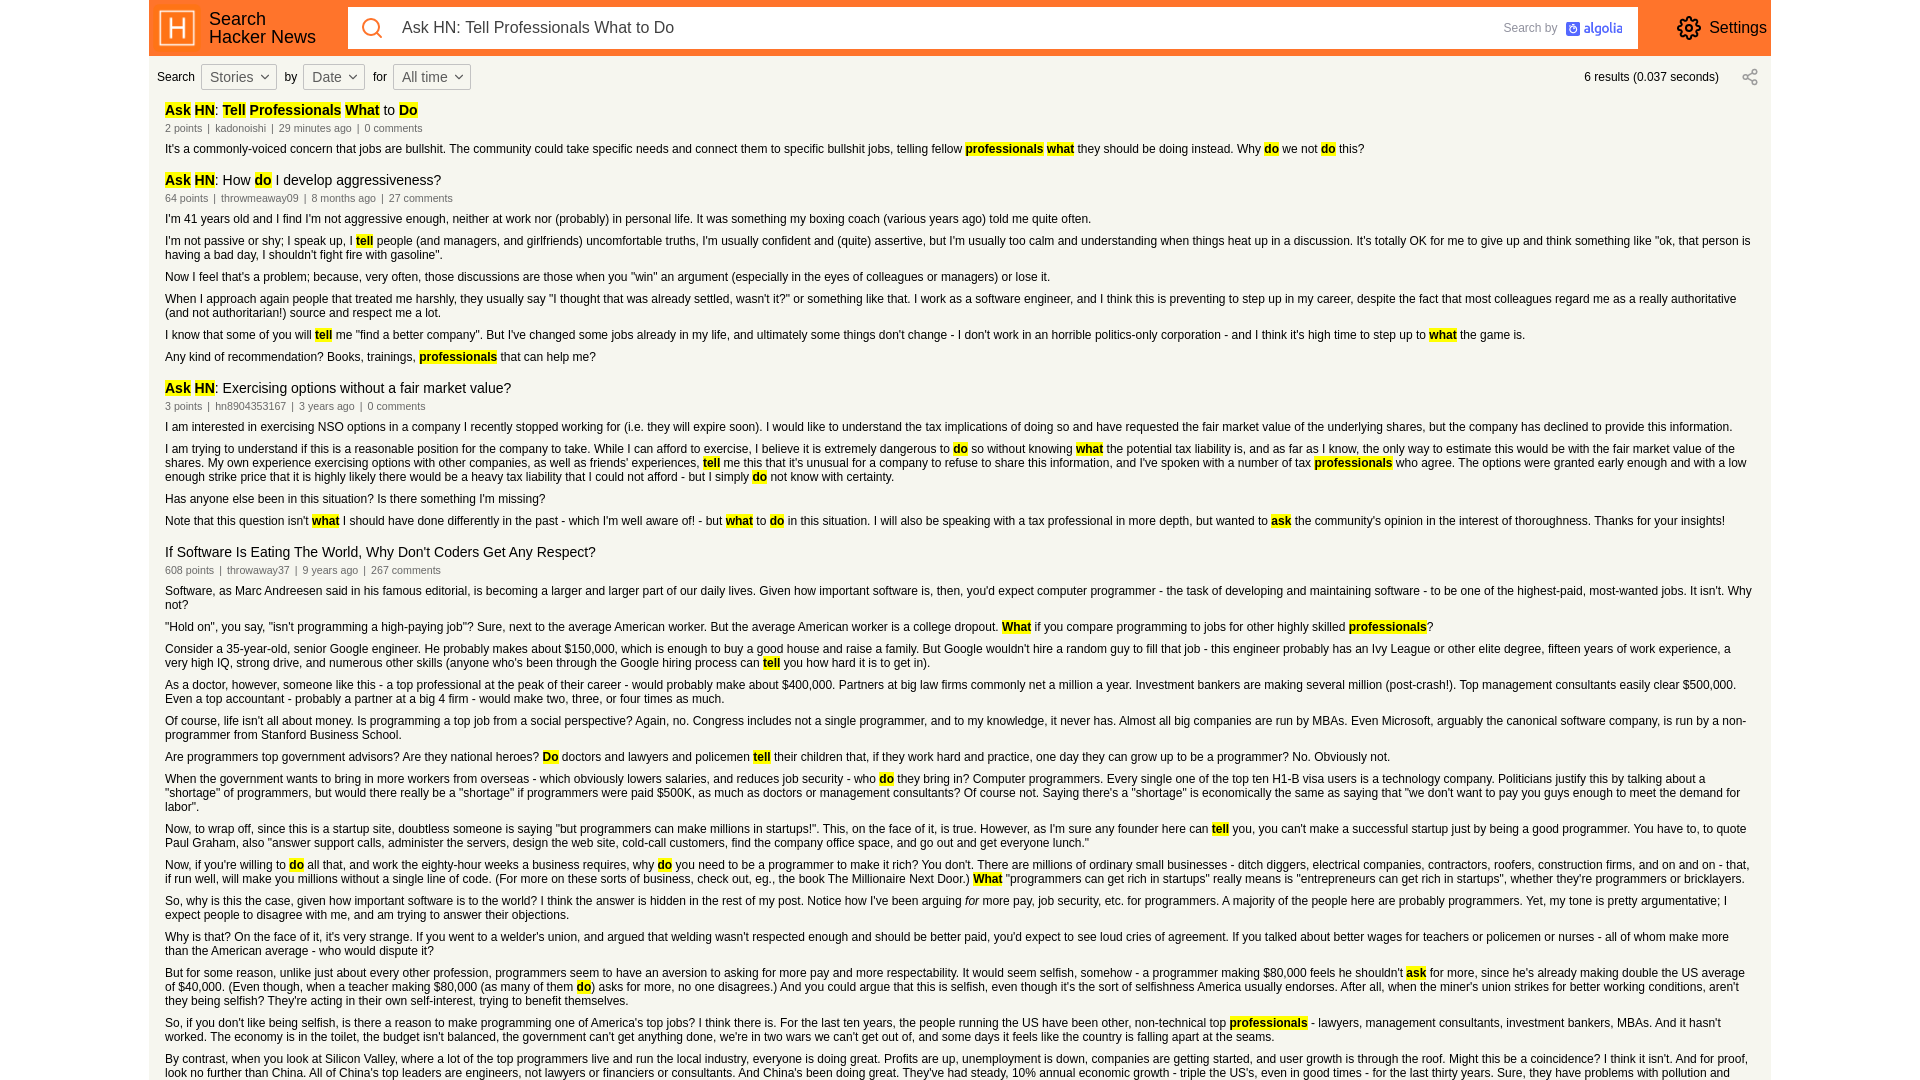 Search
Hacker News
Ask HN: Tell Professionals What to Do
Search by algolia
Settings
Search Stories by Date for All time
6 results (0.037 seconds)
Ask HN: Tell Professionals What to Do
2 points | kadonoishi | 29 minutes ago | 0 comments
It's a commonly-voiced concern that jobs are bullshit. The community could take specific needs and connect them to specific bullshit jobs, telling fellow professionals what they should be doing instead. Why do we not do this?
Ask HN: How do I develop aggressiveness?
64 points | throwmeaway09 | 8 months ago | 27 comments
I'm 41 years old and I find I'm not aggressive enough, neither at work nor (probably) in personal life. It was something my boxing coach (various years ago) told me quite often.
I'm not passive or shy; I speak up, I tell people (and managers, and girlfriends) uncomfortable truths, I'm usually confident and (quite) assertive, but I'm usually too calm and understanding when things heat up in a discussion. It's totally OK for me to give up and think something like "ok, that person is
having a bad day, I shouldn't fight fire with gasoline".
Now I feel that's a problem; because, very often, those discussions are those when you "win" an argument (especially in the eyes of colleagues or managers) or lose it.
When I approach again people that treated me harshly, they usually say "I thought that was already settled, wasn't it?" or something like that. I work as a software engineer, and I think this is preventing to step up in my career, despite the fact that most colleagues regard me as a really authoritative
(and not authoritarian!) source and respect me a lot.
I know that some of you will tell me "find a better company". But I've changed some jobs already in my life, and ultimately some things don't change - I don't work in an horrible politics-only corporation - and I think it's high time to step up to what the game is.
Any kind of recommendation? Books, trainings, professionals that can help me?
Ask HN: Exercising options without a fair market value?
3 points | hn8904353167 | 3 years ago | 0 comments
I am interested in exercising NSO options in a company I recently stopped working for (i.e. they will expire soon). I would like to understand the tax implications of doing so and have requested the fair market value of the underlying shares, but the company has declined to provide this information.
I am trying to understand if this is a reasonable position for the company to take. While I can afford to exercise, I believe it is extremely dangerous to do so without knowing what the potential tax liability is, and as far as I know, the only way to estimate this would be with the fair market value of the
shares. My own experience exercising options with other companies, as well as friends' experiences, tell me this that it's unusual for a company to refuse to share this information, and I've spoken with a number of tax professionals who agree. The options were granted early enough and with a low
enough strike price that it is highly likely there would be a heavy tax liability that I could not afford - but I simply do not know with certainty.
Has anyone else been in this situation? Is there something I'm missing?
Note that this question isn't what I should have done differently in the past - which I'm well aware of! - but what to do in this situation. I will also be speaking with a tax professional in more depth, but wanted to ask the community's opinion in the interest of thoroughness. Thanks for your insights!
If Software Is Eating The World, Why Don't Coders Get Any Respect?
608 points | throwaway37 | 9 years ago | 267 comments
Software, as Marc Andreesen said in his famous editorial, is becoming a larger and larger part of our daily lives. Given how important software is, then, you'd expect computer programmer - the task of developing and maintaining software - to be one of the highest-paid, most-wanted jobs. It isn't. Why
not?
"Hold on", you say, "isn't programming a high-paying job"? Sure, next to the average American worker. But the average American worker is a college dropout. What if you compare programming to jobs for other highly skilled professionals?
Consider a 35-year-old, senior Google engineer. He probably makes about $150,000, which is enough to buy a good house and raise a family. But Google wouldn't hire a random guy to fill that job - this engineer probably has an Ivy League or other elite degree, fifteen years of work experience, a
very high IQ, strong drive, and numerous other skills (anyone who's been through the Google hiring process can tell you how hard it is to get in).
As a doctor, however, someone like this - a top professional at the peak of their career - would probably make about $400,000. Partners at big law firms commonly net a million a year. Investment bankers are making several million (post-crash!). Top management consultants easily clear $500,000.
Even a top accountant - probably a partner at a big 4 firm - would make two, three, or four times as much.
Of course, life isn't all about money. Is programming a top job from a social perspective? Again, no. Congress includes not a single programmer, and to my knowledge, it never has. Almost all big companies are run by MBAs. Even Microsoft, arguably the canonical software company, is run by a non-
programmer from Stanford Business School.
Are programmers top government advisors? Are they national heroes? Do doctors and lawyers and policemen tell their children that, if they work hard and practice, one day they can grow up to be a programmer? No. Obviously not.
When the government wants to bring in more workers from overseas - which obviously lowers salaries, and reduces job security - who do they bring in? Computer programmers. Every single one of the top ten H1-B visa users is a technology company. Politicians justify this by talking about a
"shortage" of programmers, but would there really be a "shortage" if programmers were paid $500K, as much as doctors or management consultants? Of course not. Saying there's a "shortage" is economically the same as saying that "we don't want to pay you guys enough to meet the demand for
labor".
Now, to wrap off, since this is a startup site, doubtless someone is saying "but programmers can make millions in startups!". This, on the face of it, is true. However, as I'm sure any founder here can tell you, you can't make a successful startup just by being a good programmer. You have to, to quote
Paul Graham, also "answer support calls, administer the servers, design the web site, cold-call customers, find the company office space, and go out and get everyone lunch."
Now, if you're willing to do all that, and work the eighty-hour weeks a business requires, why do you need to be a programmer to make it rich? You don't. There are millions of ordinary small businesses - ditch diggers, electrical companies, contractors, roofers, construction firms, and on and on - that,
if run well, will make you millions without a single line of code. (For more on these sorts of business, check out, eg., the book The Millionaire Next Door.) What "programmers can get rich in startups" really means is "entrepreneurs can get rich in startups", whether they're programmers or bricklayers.
So, why is this the case, given how important software is to the world? I think the answer is hidden in the rest of my post. Notice how I've been arguing for more pay, job security, etc. for programmers. A majority of the people here are probably programmers. Yet, my tone is pretty argumentative; I
expect people to disagree with me, and am trying to answer their objections.
Why is that? On the face of it, it's very strange. If you went to a welder's union, and argued that welding wasn't respected enough and should be better paid, you'd expect to see loud cries of agreement. If you talked about better wages for teachers or policemen or nurses - all of whom make more
than the American average - who would dispute it?
But for some reason, unlike just about every other profession, programmers seem to have an aversion to asking for more pay and more respectability. It would seem selfish, somehow - a programmer making $80,000 feels he shouldn't ask for more, since he's already making double the US average
of $40,000. (Even though, when a teacher making $80,000 (as many of them do) asks for more, no one disagrees.) And you could argue that this is selfish, even though it's the sort of selfishness America usually endorses. After all, when the miner's union strikes for better working conditions, aren't
they being selfish? They're acting in their own self-interest, trying to benefit themselves.
So, if you don't like being selfish, is there a reason to make programming one of America's top jobs? I think there is. For the last ten years, the people running the US have been other, non-technical top professionals - lawyers, management consultants, investment bankers, MBAs. And it hasn't
worked. The economy is in the toilet, the budget isn't balanced, the government can't get anything done, we're in two wars we can't get out of, and some days it feels like the country is falling apart at the seams.
By contrast, when you look at Silicon Valley, where a lot of the top programmers live and run the local industry, everyone is doing great. Profits are up, unemployment is down, companies are getting started, and user growth is through the roof. Might this be a coincidence? I think it isn't. And for proof,
look no further than China. All of China's top leaders are engineers, not lawyers or financiers or consultants. And China's been doing great. They've had steady, 10% annual economic growth - triple the US's, even in good times - for the last thirty years. Sure, they have problems with pollution and